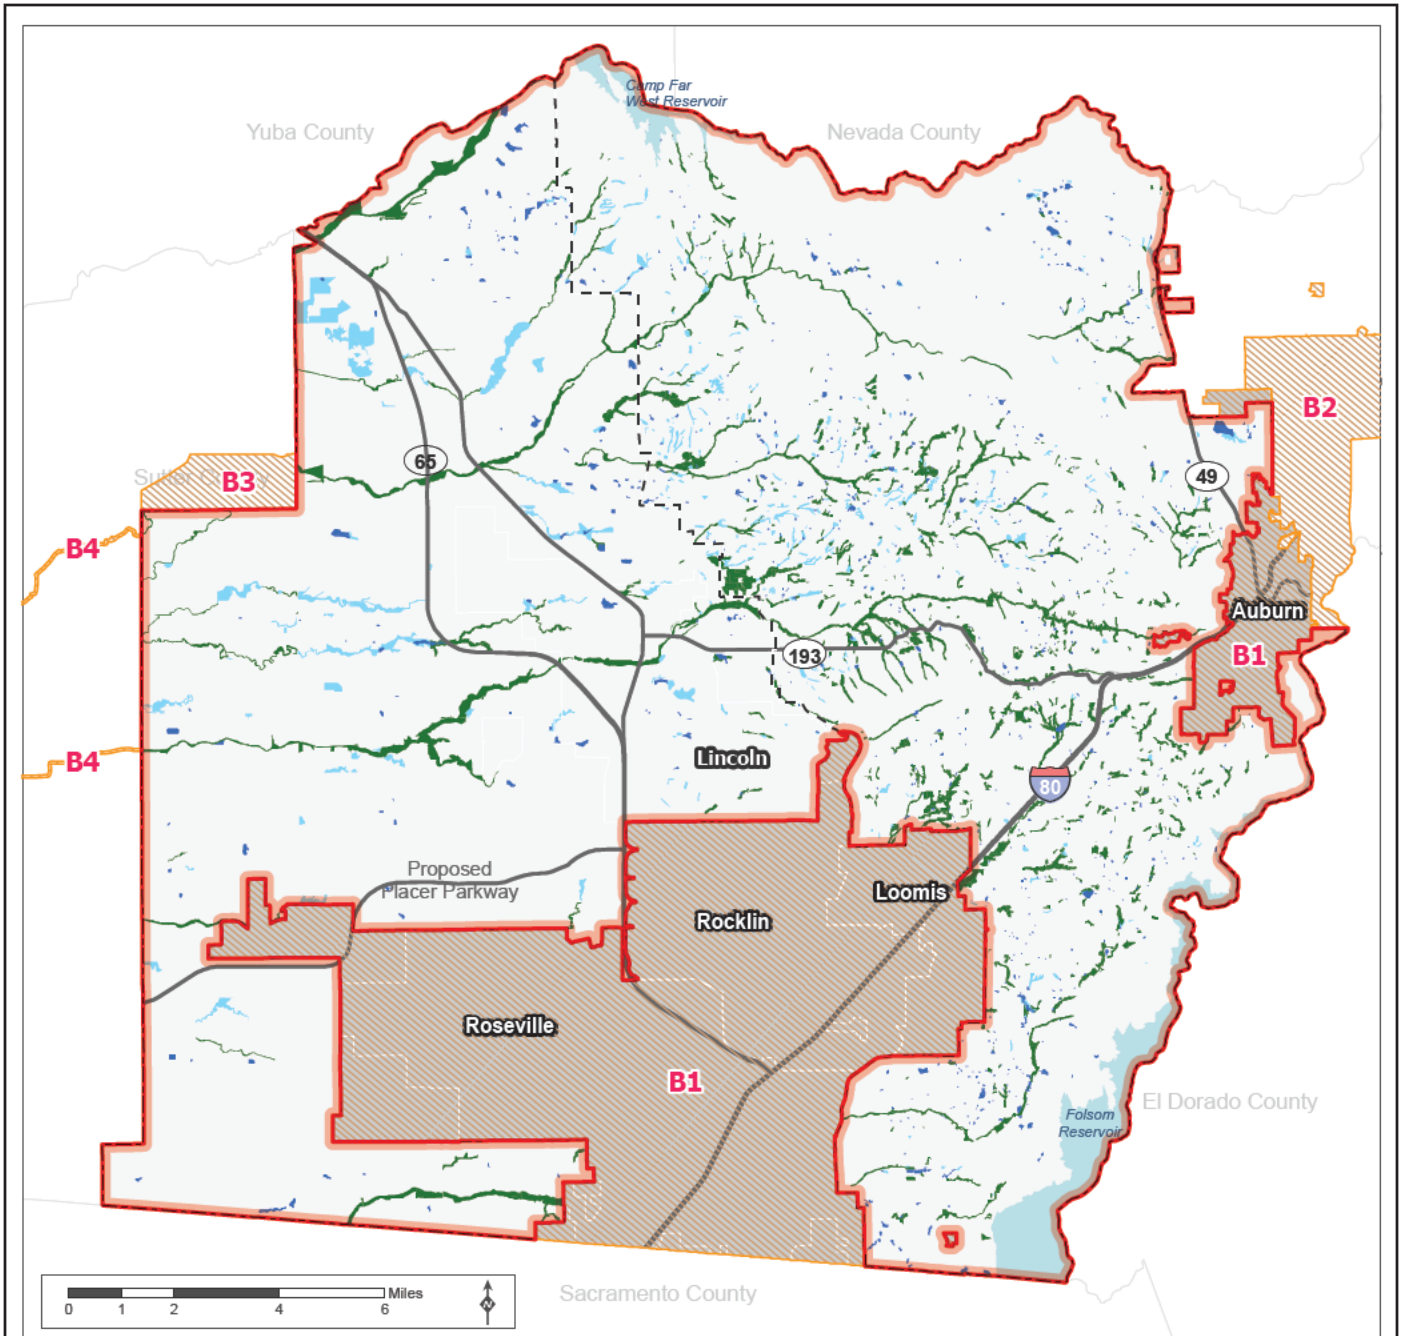 Camp Far
West Reservoir
Yuba County
Nevada County
B2
65
49
Sutter County
B3
B4
Auburn
193
B1
Lincoln
B4
80
Proposed
Placer Parkway
Loomis
Rocklin
Roseville
B1
El Dorado County
Folsom
Reservoir
Sacramento County
Miles
0 1 2 4 6
N